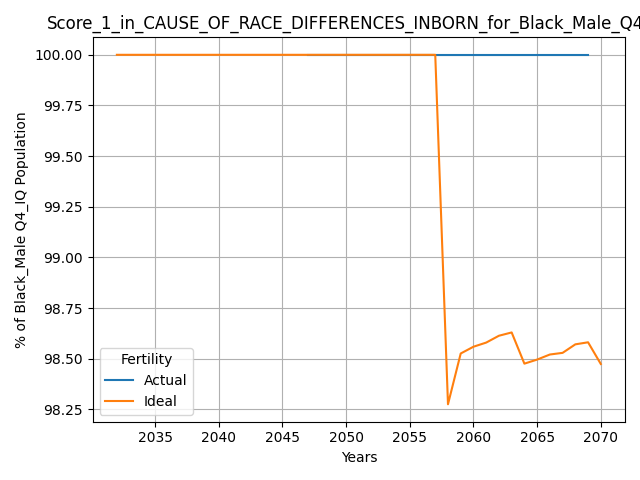 Score_1_in_CAUSE_OF_RACE_DIFFERENCES_INBORN_for_Black_Male_Q4
% of Black_Male Q4_IQ Population
100.00
99.75
99.50
99.25
99.00
98.75
98.50
98.25
Fertility
Actual
Ideal
2035 2040 2045 2050 2055 2060 2065 2070
Years